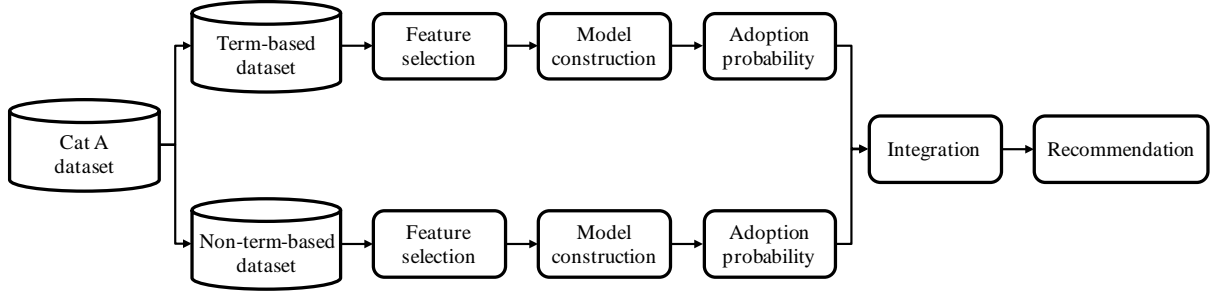 Cat A
dataset
Term-based
dataset
Feature
selection
Model
construction
Adoption
probability
Non-term-based
dataset
Feature
selection
Model
construction
Adoption
probability
Integration
Recommendation